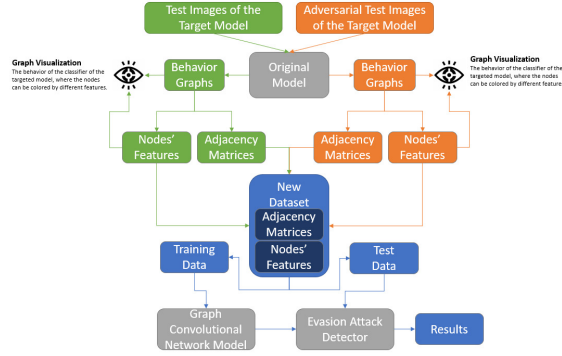 Test Images of the
Target Model
Adversarial Test Images
of the Target Model
Graph Visualization
The behavior of the classifier of the
targeted model, where the nodes
can be colored by different features.
Behavior
Graphs
Original
Model
Behavior
Graphs
Graph Visualization
The behavior of the classifier of the
targeted model, where the nodes
can be colored by different feature
Nodes'
Features
Adjacency
Matrices
Adjacency
Matrices
Nodes'
Features
New
Dataset
Adjacency
Matrices
Nodes'
Features
Training
Data
Test
Data
Graph
Convolutional
Network Model
Evasion Attack
Detector
Results